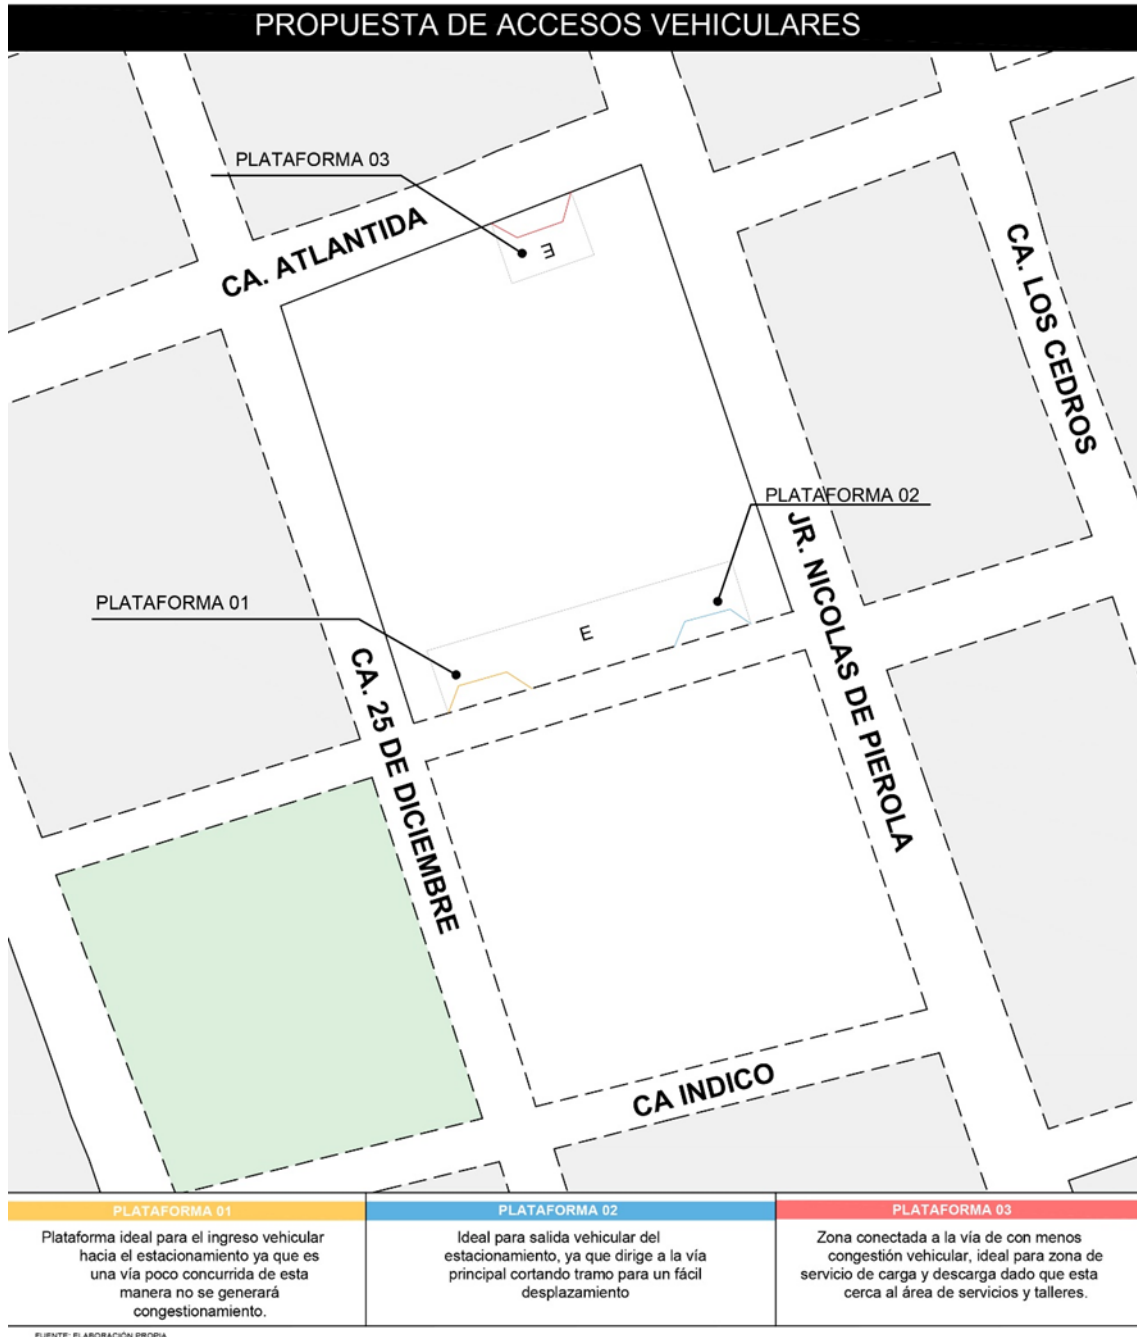 PROPUESTA DE ACCESOS VEHICULARES
PLATAFORMA 03
CA. ATLANTIDA
E
CA. LOS CEDROS
PLATAFORMA 02
JR. NICOLAS DE PIEROLA
PLATAFORMA 01
E
CA. 25 DE DICIEMBRE
CA INDICO
PLATAFORMA 01
Plataforma ideal para el ingreso vehicular
hacia el estacionamiento ya que es
una vía poco concurrida de esta
manera no se generará
congestionamiento.
PLATAFORMA 02
Ideal para salida vehicular del
estacionamiento, ya que dirige a la vía
principal cortando tramo para un fácil
desplazamiento
PLATAFORMA 03
Zona conectada a la vía de con menos
congestión vehicular, ideal para zona de
servicio de carga y descarga dado que esta
cerca al área de servicios y talleres.
FUENTE: ELABORACIÓN PROPIA